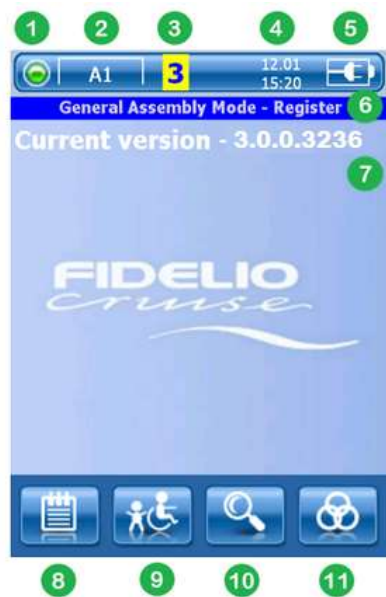 1 2 3 4 5
A1 3 12.01
15:20
General Assembly Mode - Register 6
Current version - 3.0.0.3236
7
FIDELIO
cruise
8 9 10 11